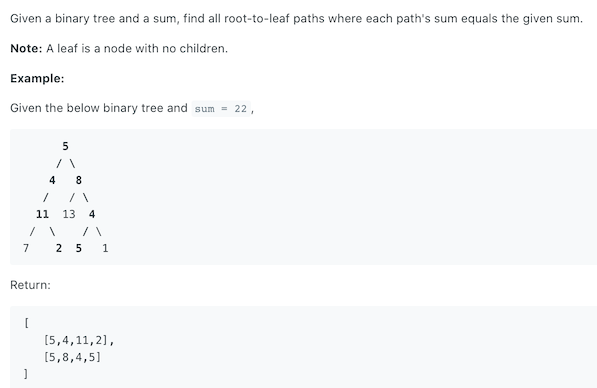 Given a binary tree and a sum, find all root-to-leaf paths where each path's sum equals the given sum.
Note: A leaf is a node with no children.
Example:
Given the below binary tree and sum = 22 ,
      5
     / \
    4   8
   /   / \
  11  13  4
 /  \    / \
7    2  5   1
Return:
[
   [5,4,11,2],
   [5,8,4,5]
]